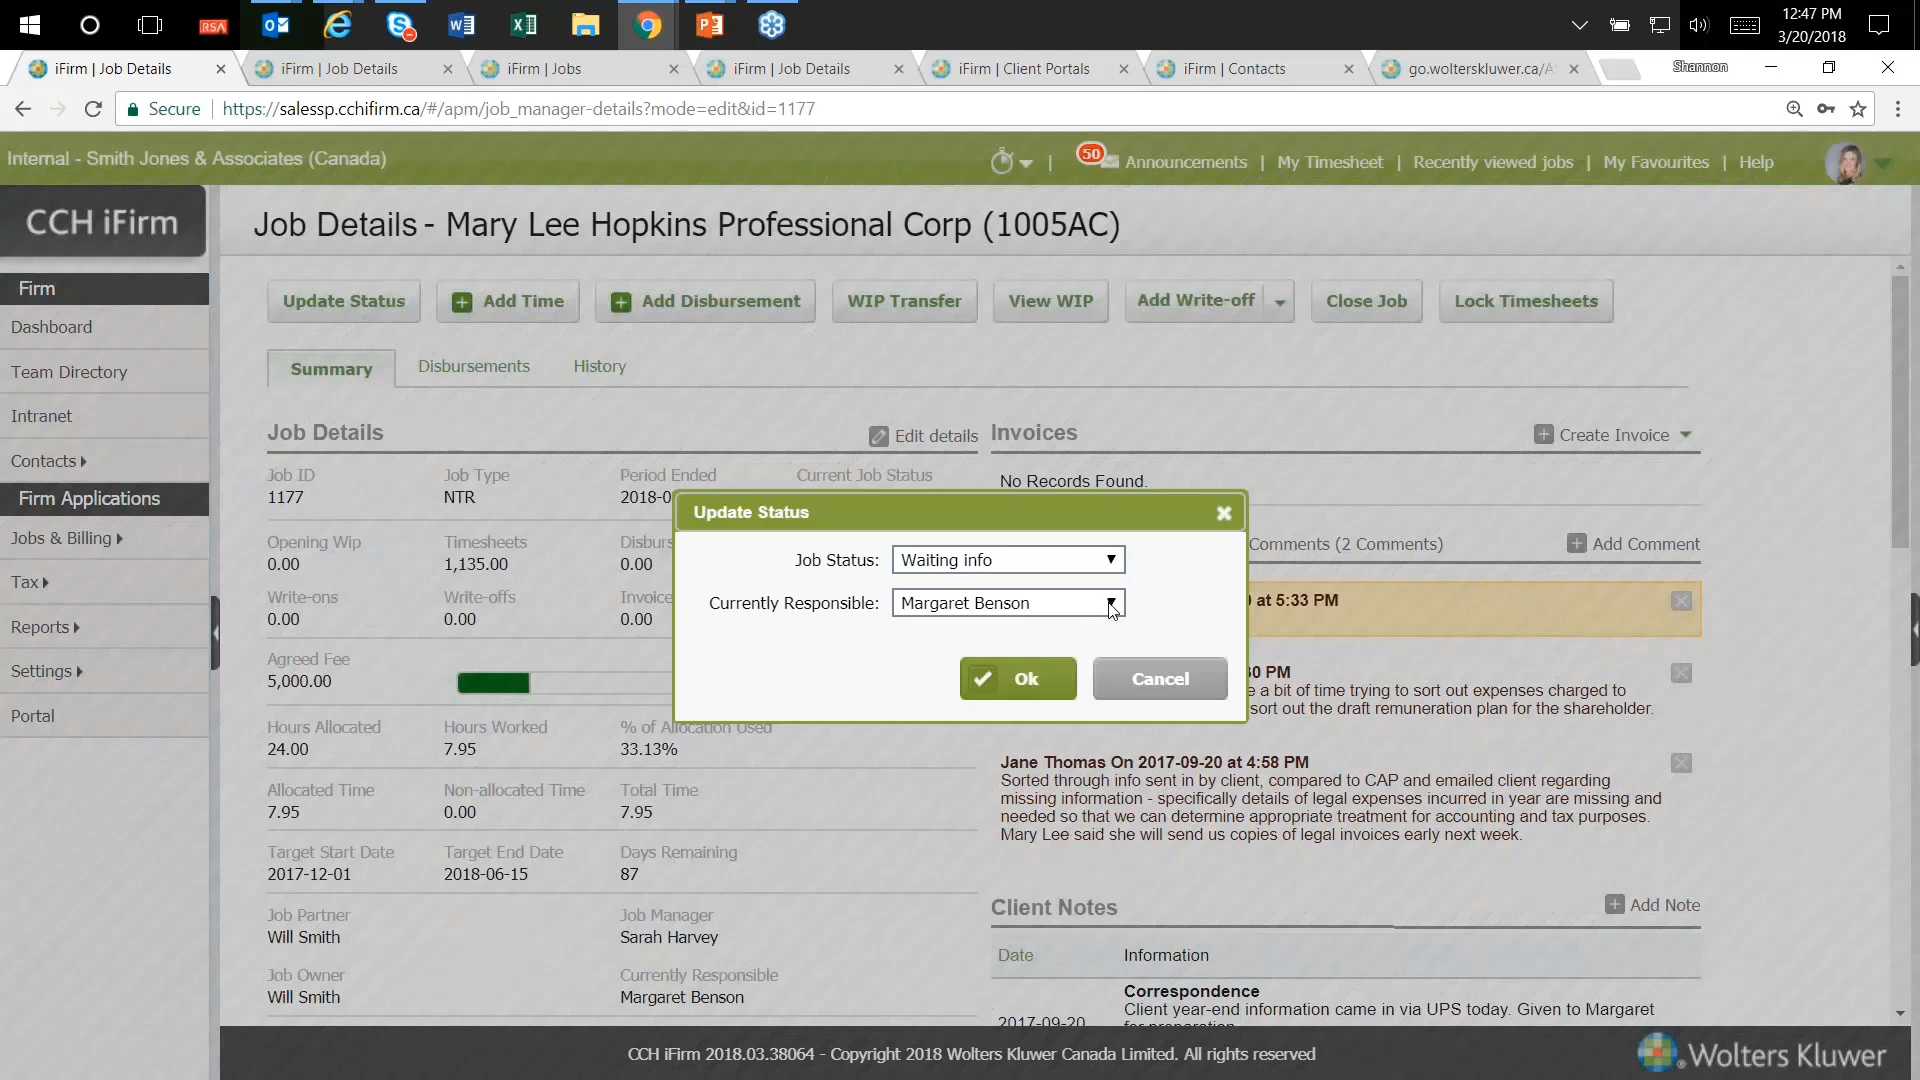 RSA
12:47 PM
3/20/2018
iFirm | Job Details
iFirm | Job Details
iFirm | Jobs
iFirm | Job Details
iFirm | Client Portals
iFirm | Contacts
go.wolterskluwer.ca/A
Shannon
Secure
https://salessp.cchifirm.ca/#/apm/job_manager-details?mode=edit&id=1177
Internal - Smith Jones & Associates (Canada)
50
Announcements | My Timesheet | Recently viewed jobs | My Favourites | Help
CCH iFirm
Firm
Dashboard
Team Directory
Intranet
Contacts
Firm Applications
Jobs & Billing
Tax
Reports
Settings
Portal
Job Details - Mary Lee Hopkins Professional Corp (1005AC)
Update Status
Add Time
Add Disbursement
WIP Transfer
View WIP
Add Write-off
Close Job
Lock Timesheets
Summary
Disbursements
History
Job Details
Edit details
Job ID
Job Type
Period Ended
Current Job Status
1177
NTR
2018-0
Opening Wip
Timesheets
Disburs
0.00
1,135.00
0.00
Write-ons
Write-offs
Invoice
0.00
0.00
0.00
Agreed Fee
5,000.00
Hours Allocated
Hours Worked
% of Allocation Used
24.00
7.95
33.13%
Allocated Time
Non-allocated Time
Total Time
7.95
0.00
7.95
Target Start Date
Target End Date
Days Remaining
2017-12-01
2018-06-15
87
Job Partner
Job Manager
Will Smith
Sarah Harvey
Job Owner
Currently Responsible
Will Smith
Margaret Benson
Update Status
Job Status:
Waiting info
Currently Responsible:
Margaret Benson
Ok
Cancel
Invoices
Create Invoice
No Records Found.
Comments (2 Comments)
Add Comment
at 5:33 PM
0 PM
e a bit of time trying to sort out expenses charged to
sort out the draft remuneration plan for the shareholder.
Jane Thomas On 2017-09-20 at 4:58 PM
Sorted through info sent in by client, compared to CAP and emailed client regarding
missing information - specifically details of legal expenses incurred in year are missing and
needed so that we can determine appropriate treatment for accounting and tax purposes.
Mary Lee said she will send us copies of legal invoices early next week.
Client Notes
Add Note
Date
Information
Correspondence
Client year-end information came in via UPS today. Given to Margaret
2017-09-20
for preparation
CCH iFirm 2018.03.38064 - Copyright 2018 Wolters Kluwer Canada Limited. All rights reserved
Wolters Kluwer